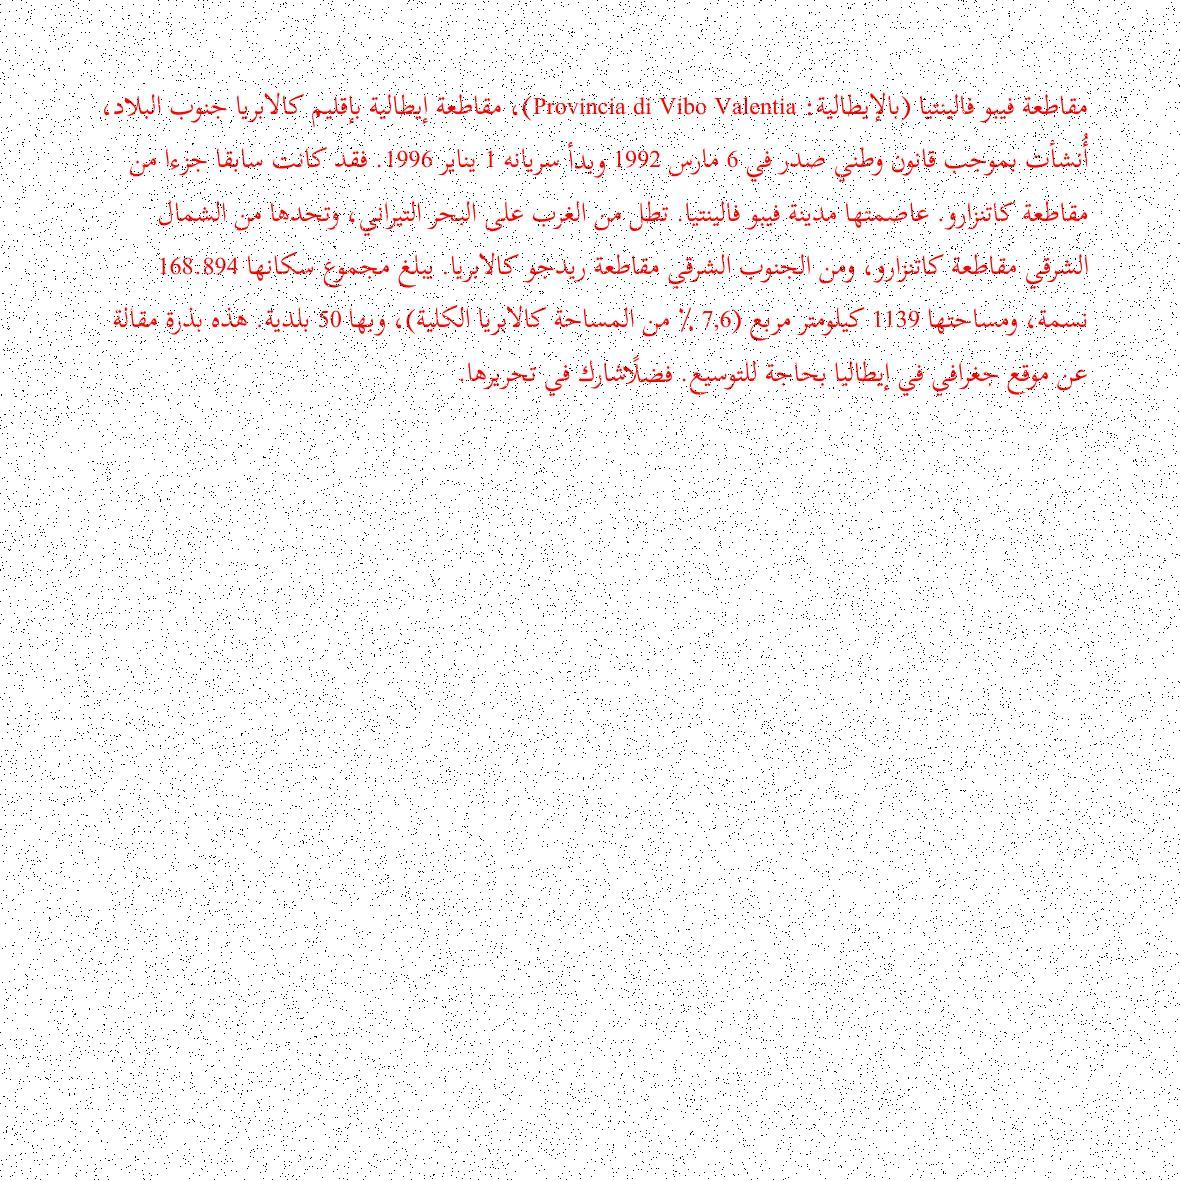 مقاطعة فيبو فالينتيا (بالإيطالية: Provincia di Vibo Valentia)، مقاطعة إيطالية بإقليم كالابريا جنوب البلاد،
أُنشأت بموجب قانون وطني صدر في 6 مارس 1992 وبدأ سريانه 1 يناير 1996. فقد كانت سابقا جزءا من
مقاطعة كاتنزارو. عاصمتها مدينة فيبو فالينتيا. تطل من الغرب على البحر التيراني، وتحدها من الشمال
الشرقي مقاطعة كاتنزارو، ومن الجنوب الشرقي مقاطعة ريدجو كالابريا. يبلغ مجموع سكانها 168.894
نسمة، ومساحتها 1139 كيلومتر مربع (7,6 ٪ من المساحة الكلية)، وبها 50 بلدية. هذه بذرة مقالة
عن موقع جغرافي في إيطاليا بحاجة للتوسيع. فضلًاشارك في تحريرها.